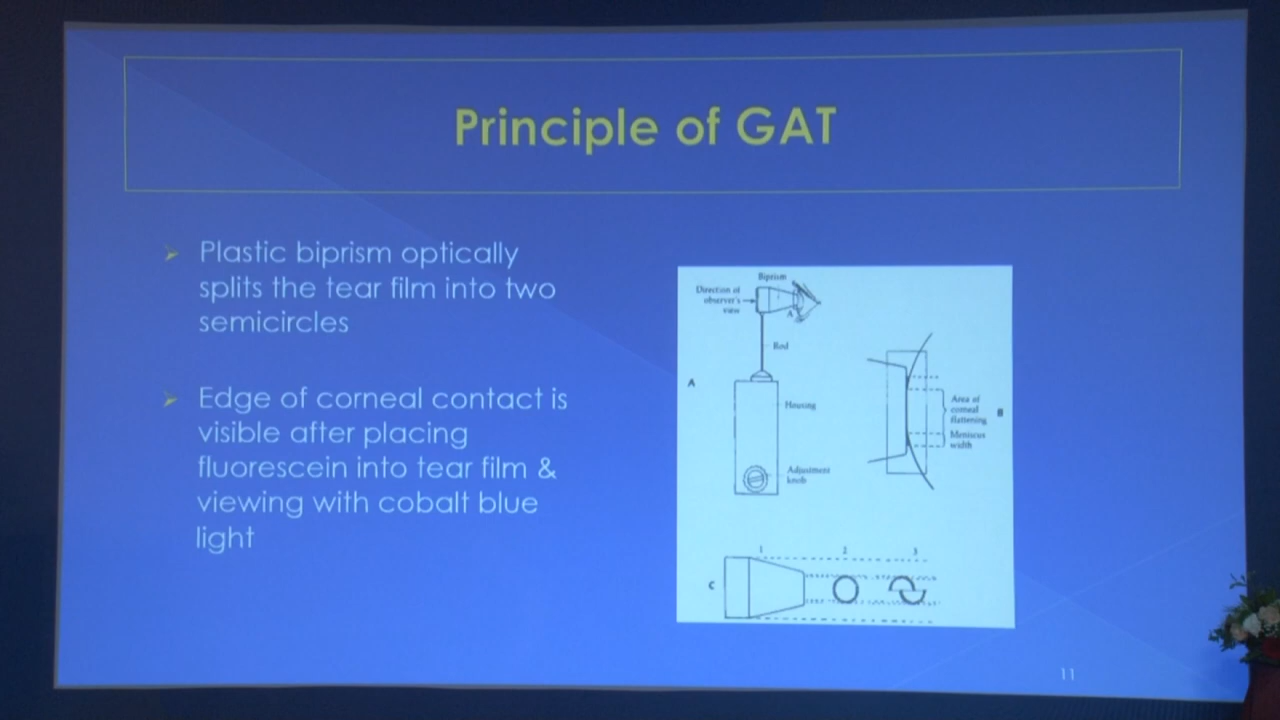 Principle of GAT
➢ Plastic biprism optically
splits the tear film into two
semicircles
➢ Edge of corneal contact is
visible after placing
fluorescein into tear film &
viewing with cobalt blue
light
Biprism
Direction of
observer's
view
A
Rod
A
Housing
Adjustment
knob
Area of
corneal
flattening
B
Meniscus
width
1 2 3
C
11